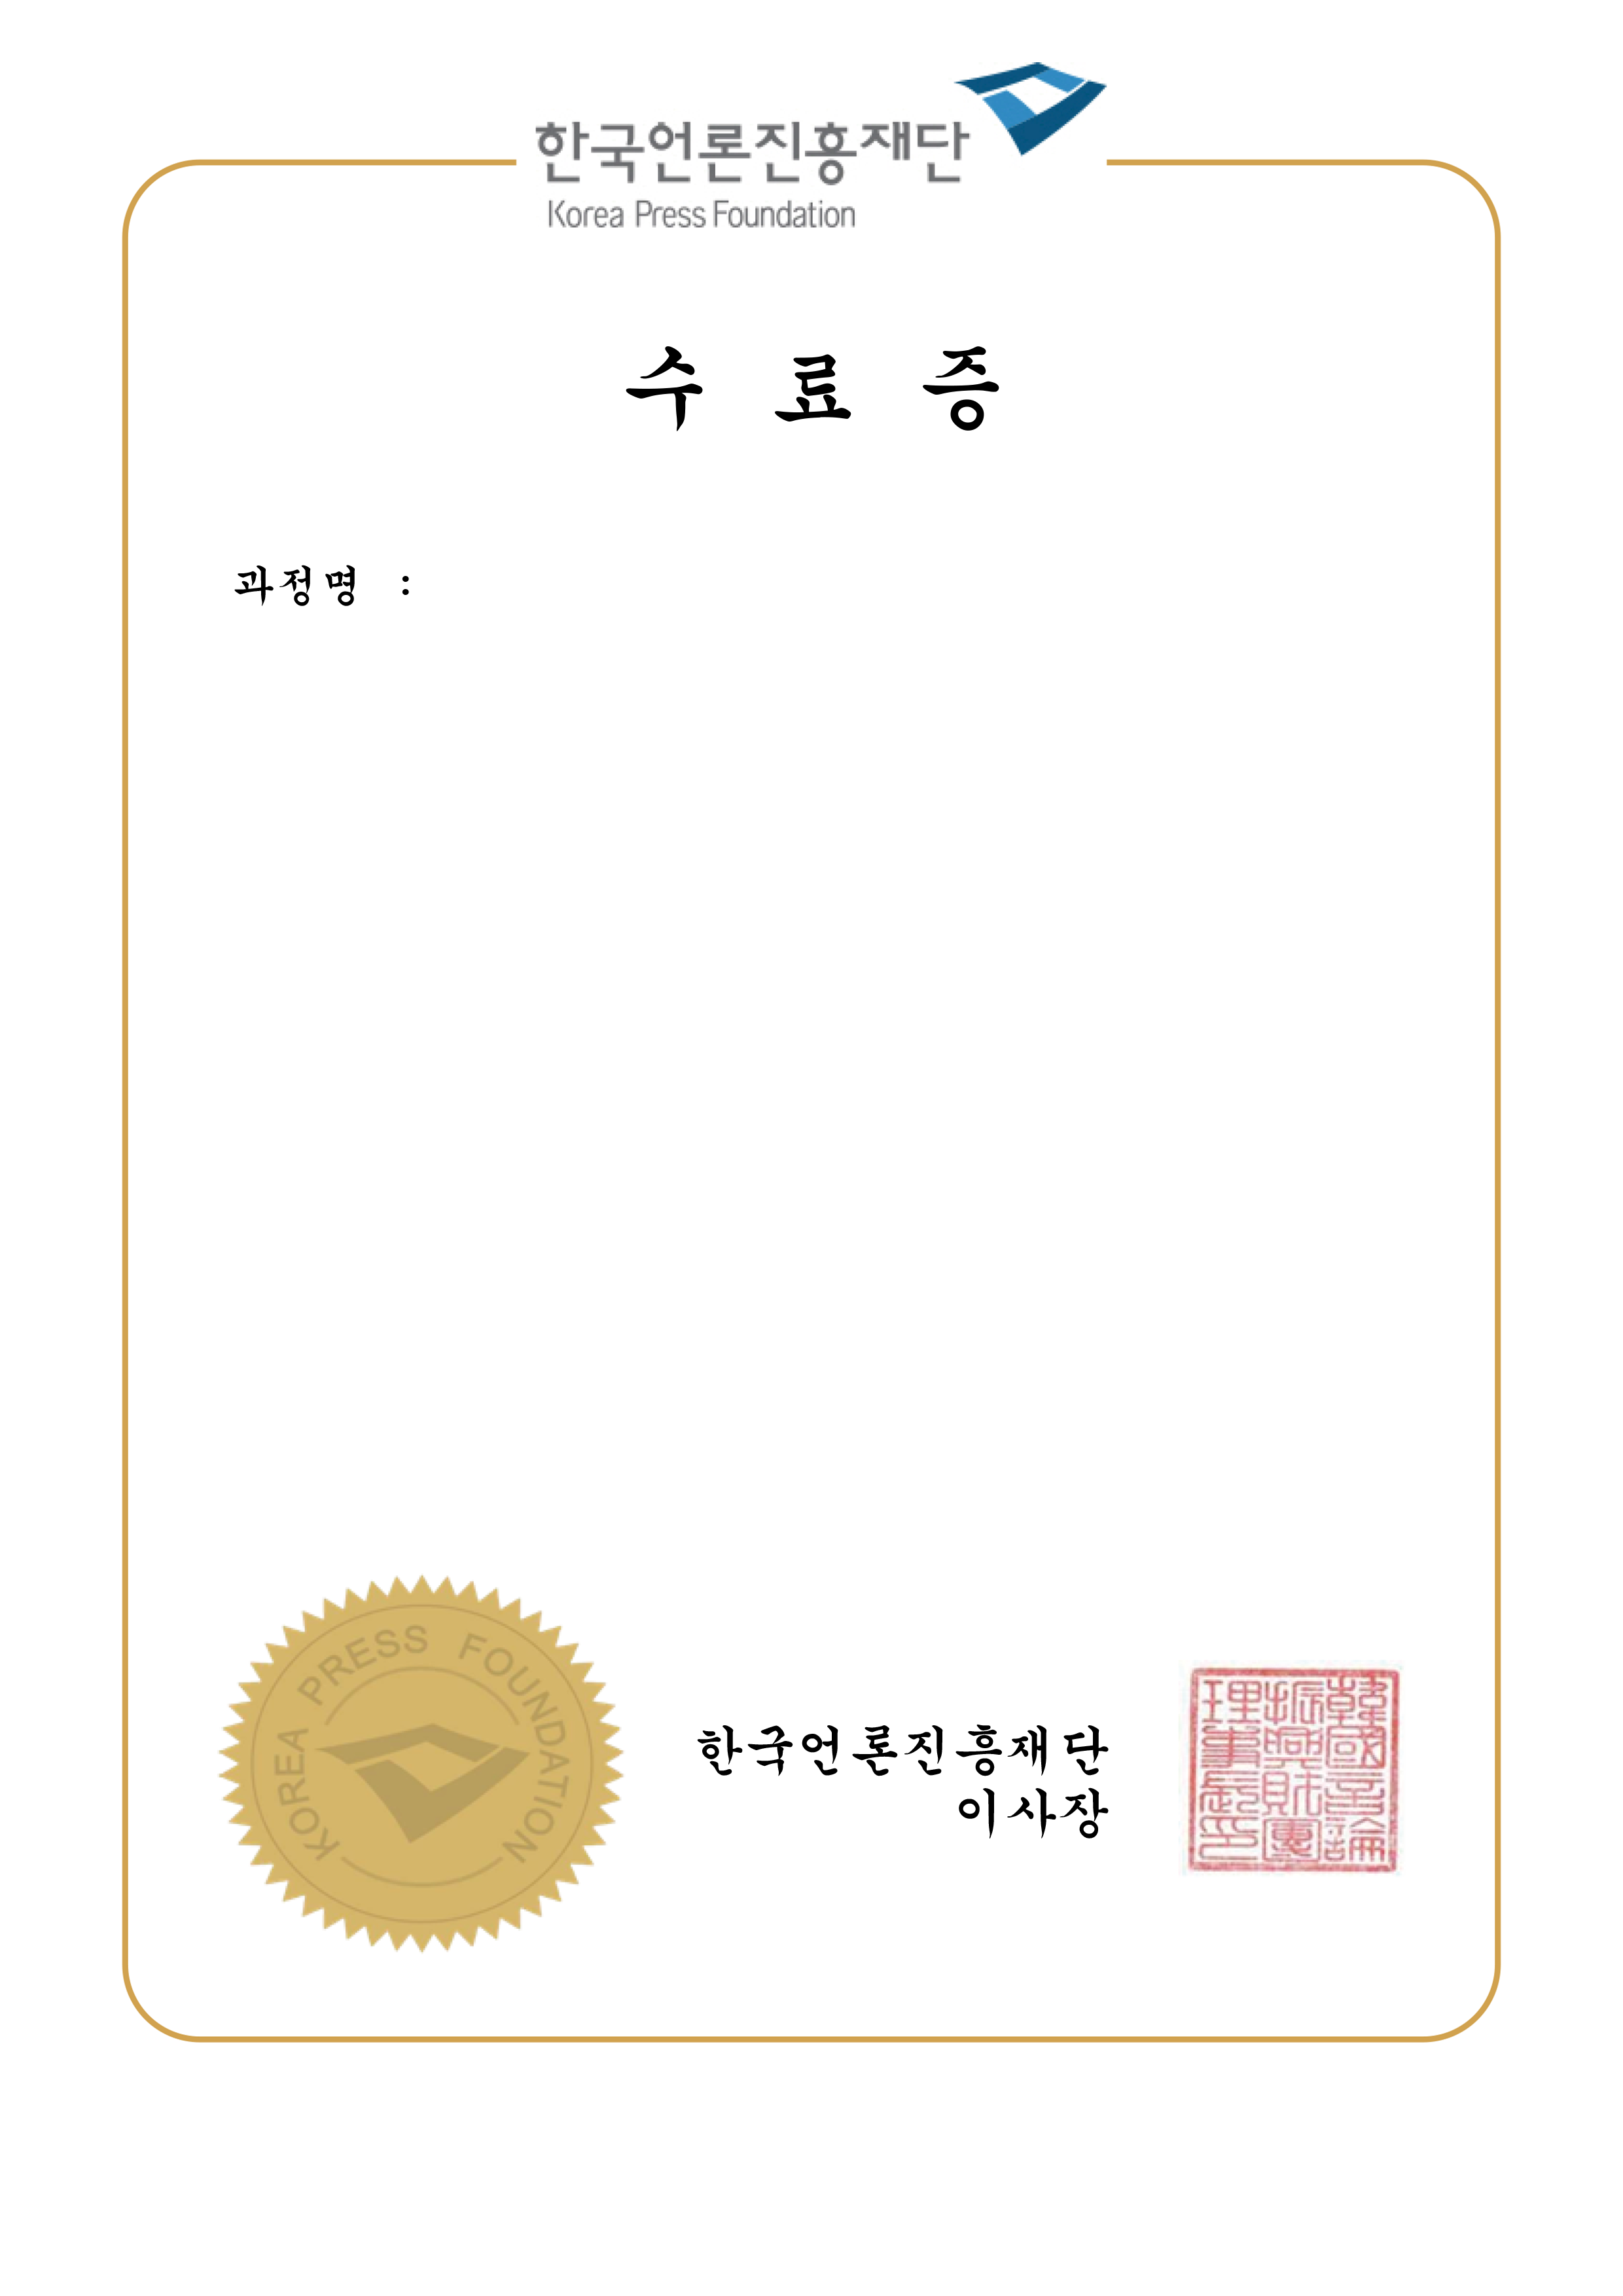 한국언론진흥재단
Korea Press Foundation
수 료 증
과정명 :
KOREA PRESS FOUNDATION
한국언론진흥재단
이사장
韓國言論
振興財團
理事長印